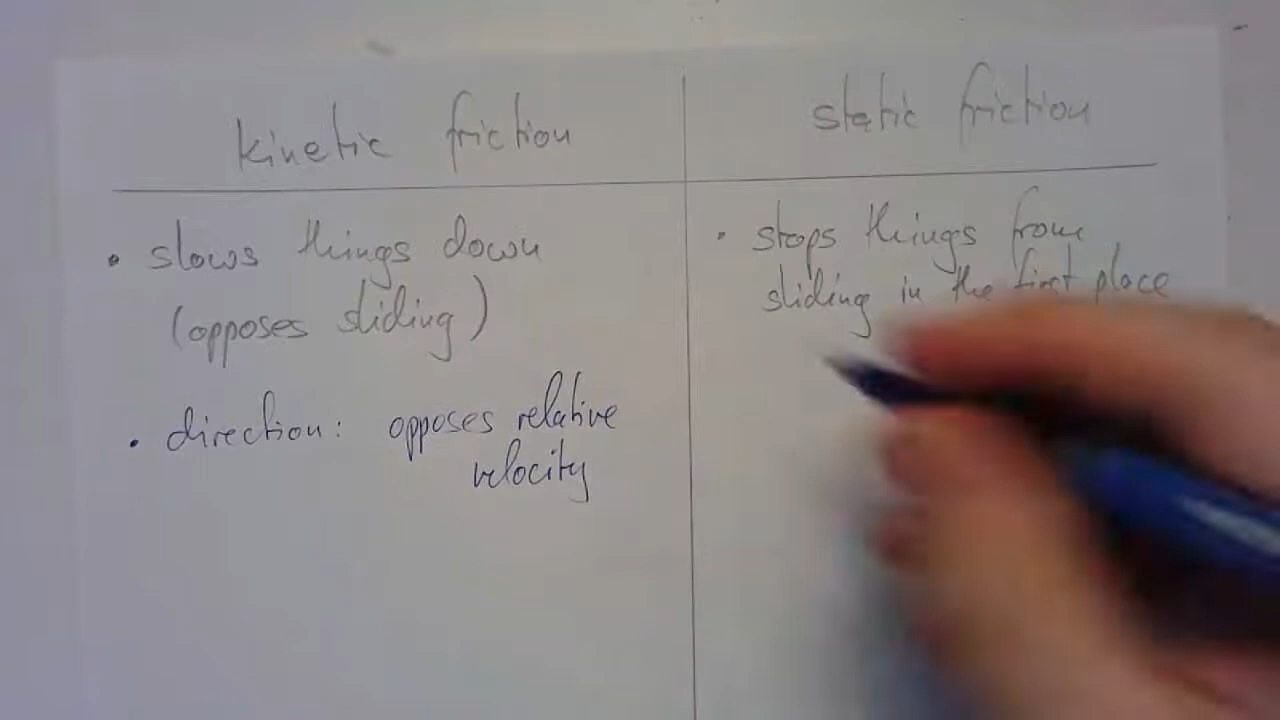 kinetic friction
static friction
• slows things down
(opposes sliding)
• direction: opposes relative
velocity
• stops things from
sliding in the first place